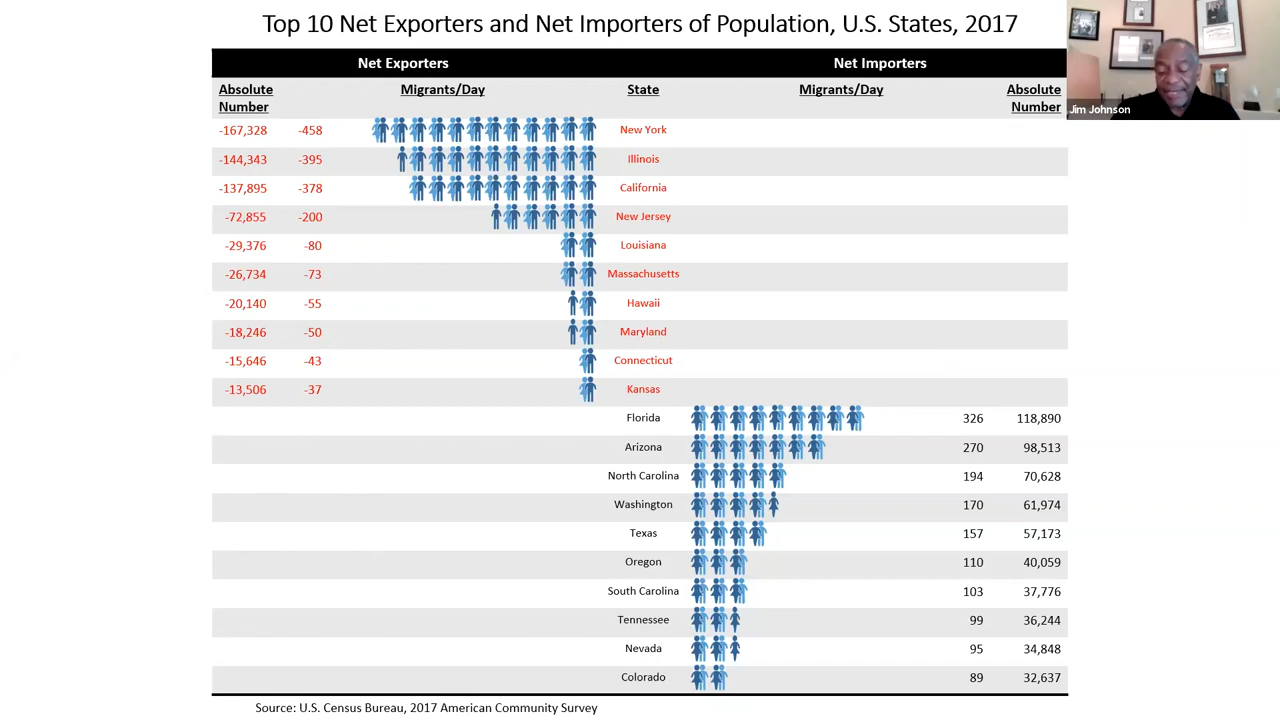 Top 10 Net Exporters and Net Importers of Population, U.S. States, 2017
Net Exporters Net Importers
Absolute Number Migrants/Day State Migrants/Day Absolute Number
-167,328 -458 New York
-144,343 -395 Illinois
-137,895 -378 California
-72,855 -200 New Jersey
-29,376 -80 Louisiana
-26,734 -73 Massachusetts
-20,140 -55 Hawaii
-18,246 -50 Maryland
-15,646 -43 Connecticut
-13,506 -37 Kansas
Florida 326 118,890
Arizona 270 98,513
North Carolina 194 70,628
Washington 170 61,974
Texas 157 57,173
Oregon 110 40,059
South Carolina 103 37,776
Tennessee 99 36,244
Nevada 95 34,848
Colorado 89 32,637
Source: U.S. Census Bureau, 2017 American Community Survey
Jim Johnson